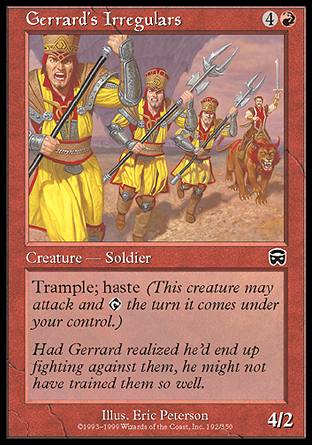 Gerrard's Irregulars 4
Creature — Soldier
Trample; haste (This creature may
attack and the turn it comes under
your control.)
Had Gerrard realized he'd end up
fighting against them, he might not
have trained them so well.
Illus. Eric Peterson
©1993–1999 Wizards of the Coast, Inc. 192/350
4/2